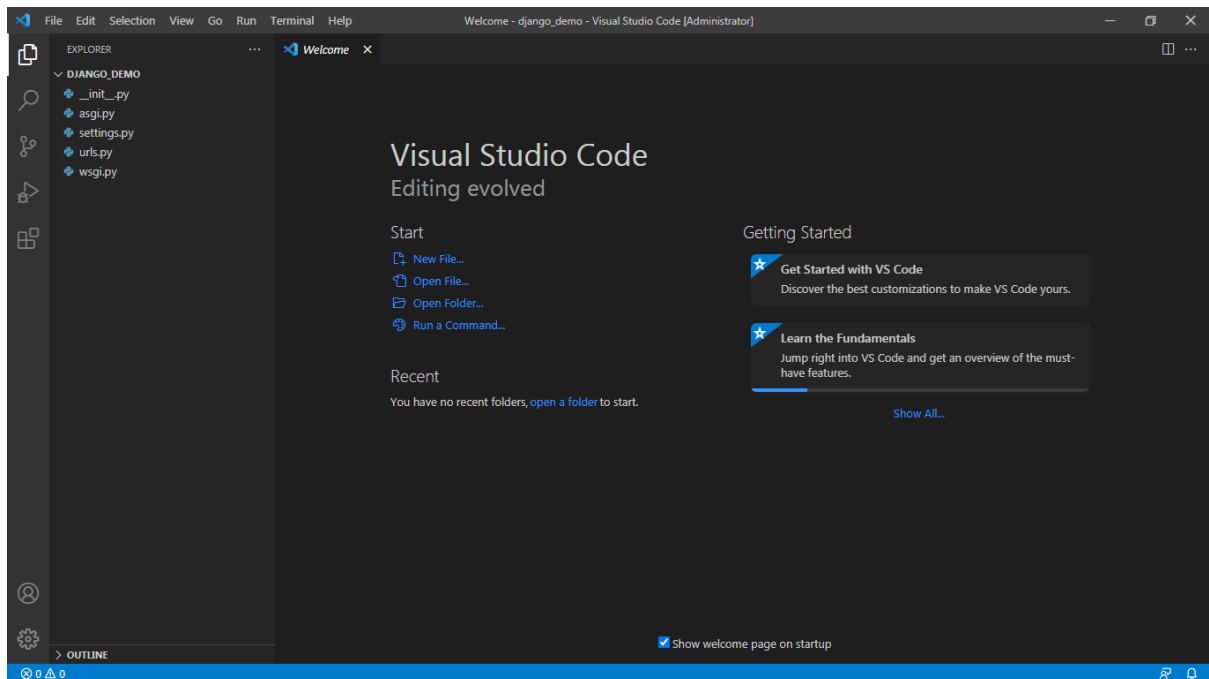 File Edit Selection View Go Run Terminal Help Welcome - django_demo - Visual Studio Code [Administrator]
EXPLORER
Welcome
DJANGO_DEMO
__init__.py
asgi.py
settings.py
urls.py
wsgi.py
Visual Studio Code
Editing evolved
Start
New File...
Open File...
Open Folder...
Run a Command...
Recent
You have no recent folders, open a folder to start.
Getting Started
Get Started with VS Code
Discover the best customizations to make VS Code yours.
Learn the Fundamentals
Jump right into VS Code and get an overview of the must-
have features.
Show All...
Show welcome page on startup
OUTLINE
0 0